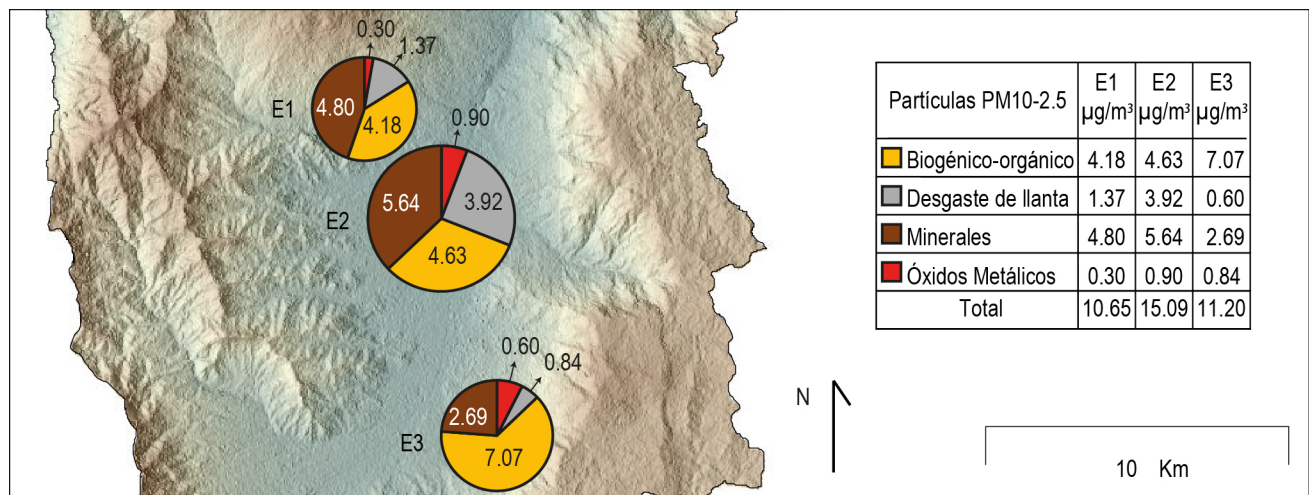 0.30
1.37
E1
4.80
4.18
0.90
E2
5.64
3.92
4.63
0.60
0.84
E3
2.69
7.07
Partículas PM10-2.5 E1 µg/m³ E2 µg/m³ E3 µg/m³
Biogénico-orgánico 4.18 4.63 7.07
Desgaste de llanta 1.37 3.92 0.60
Minerales 4.80 5.64 2.69
Óxidos Metálicos 0.30 0.90 0.84
Total 10.65 15.09 11.20
N
10 Km